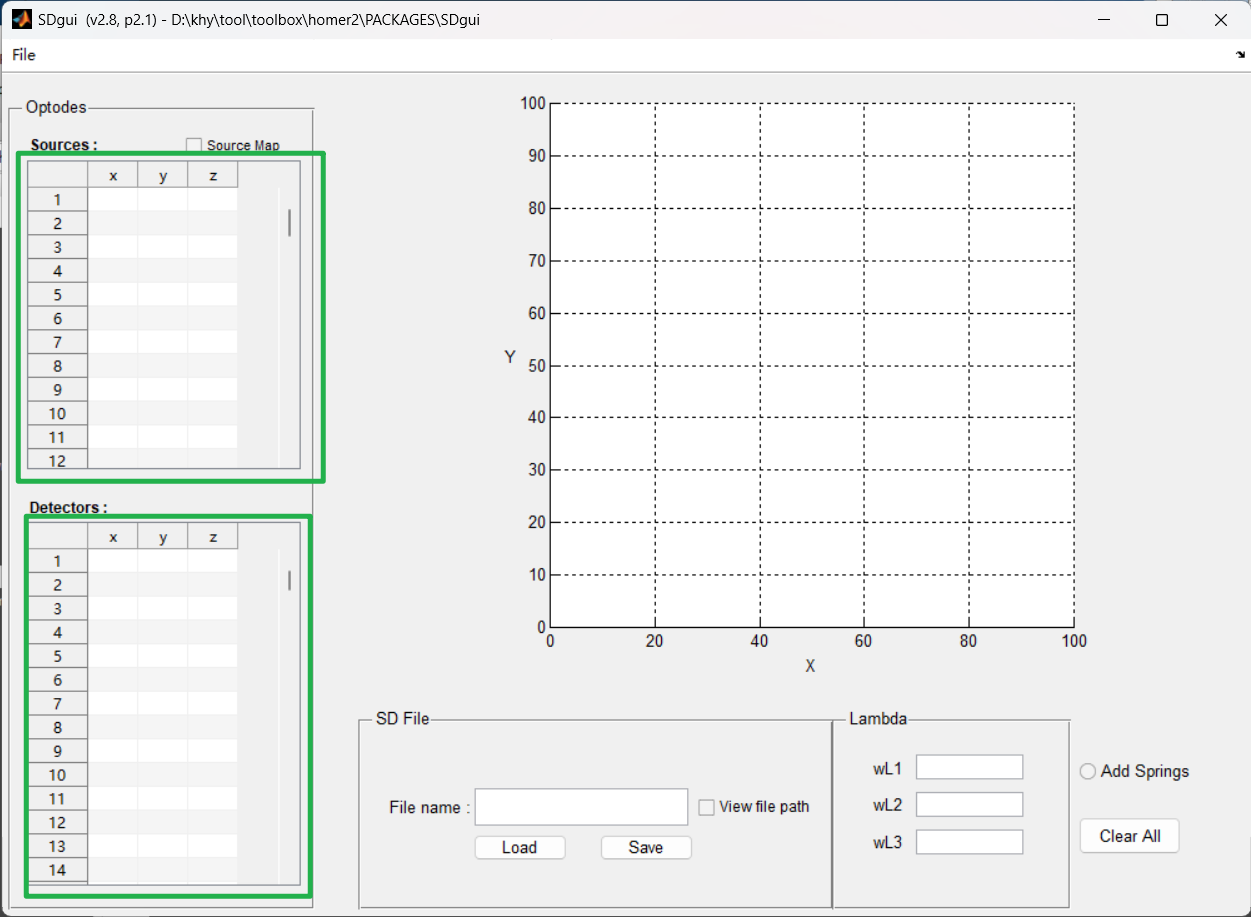 SDgui (v2.8, p2.1) - D:\khy\tool\toolbox\homer2\PACKAGES\SDgui
File
Optodes
Sources :
Source Map
x y z
1
2
3
4
5
6
7
8
9
10
11
12
Detectors :
x y z
1
2
3
4
5
6
7
8
9
10
11
12
13
14
100
90
80
70
60
50
40
30
20
10
0
Y
0 20 40 60 80 100
X
SD File
File name :
View file path
Load
Save
Lambda
wL1
wL2
wL3
Add Springs
Clear All